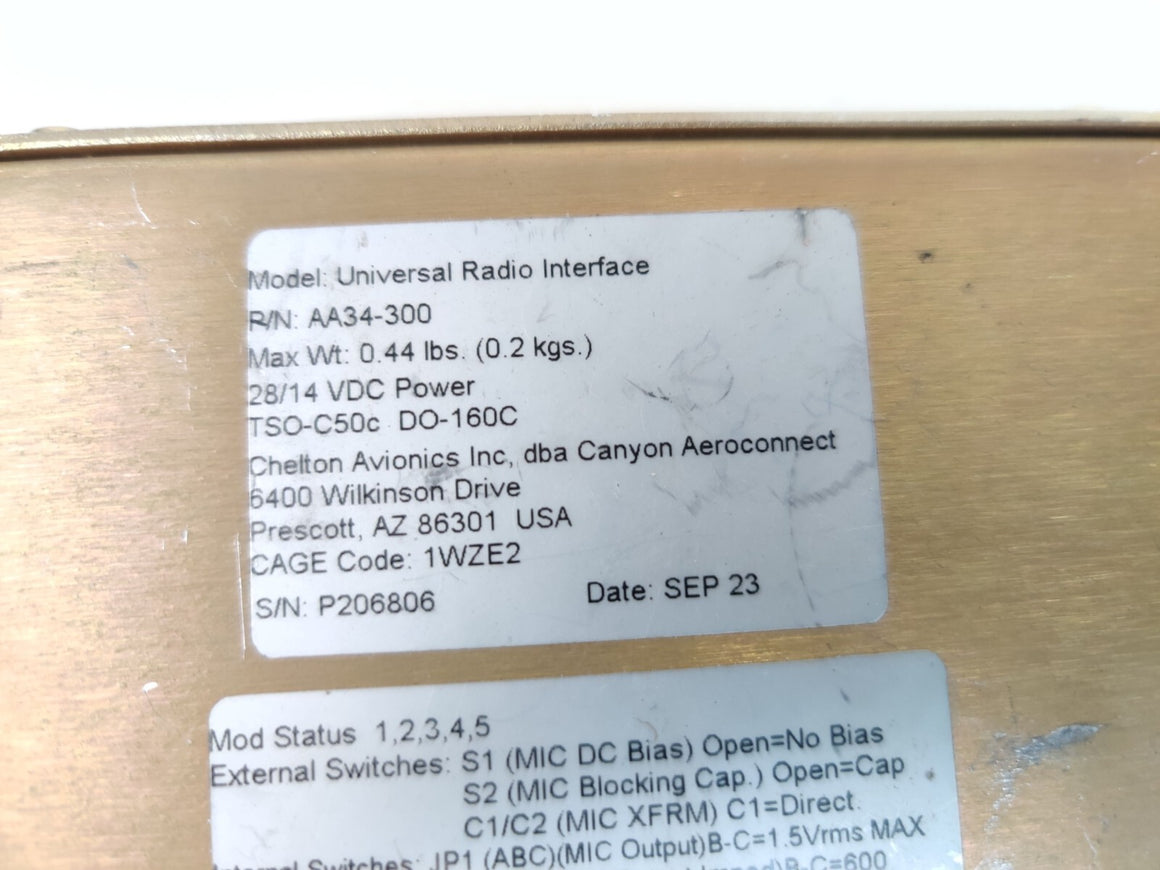 Model: Universal Radio Interface
P/N: AA34-300
Max Wt: 0.44 lbs. (0.2 kgs.)
28/14 VDC Power
TSO-C50c DO-160C
Chelton Avionics Inc, dba Canyon Aeroconnect
6400 Wilkinson Drive
Prescott, AZ 86301 USA
CAGE Code: 1WZE2
S/N: P206806 Date: SEP 23
Mod Status 1,2,3,4,5
External Switches: S1 (MIC DC Bias) Open=No Bias
S2 (MIC Blocking Cap.) Open=Cap
C1/C2 (MIC XFRM) C1=Direct.
Internal Switches: JP1 (ABC)(MIC Output)B-C=1.5Vrms MAX
B-C=600